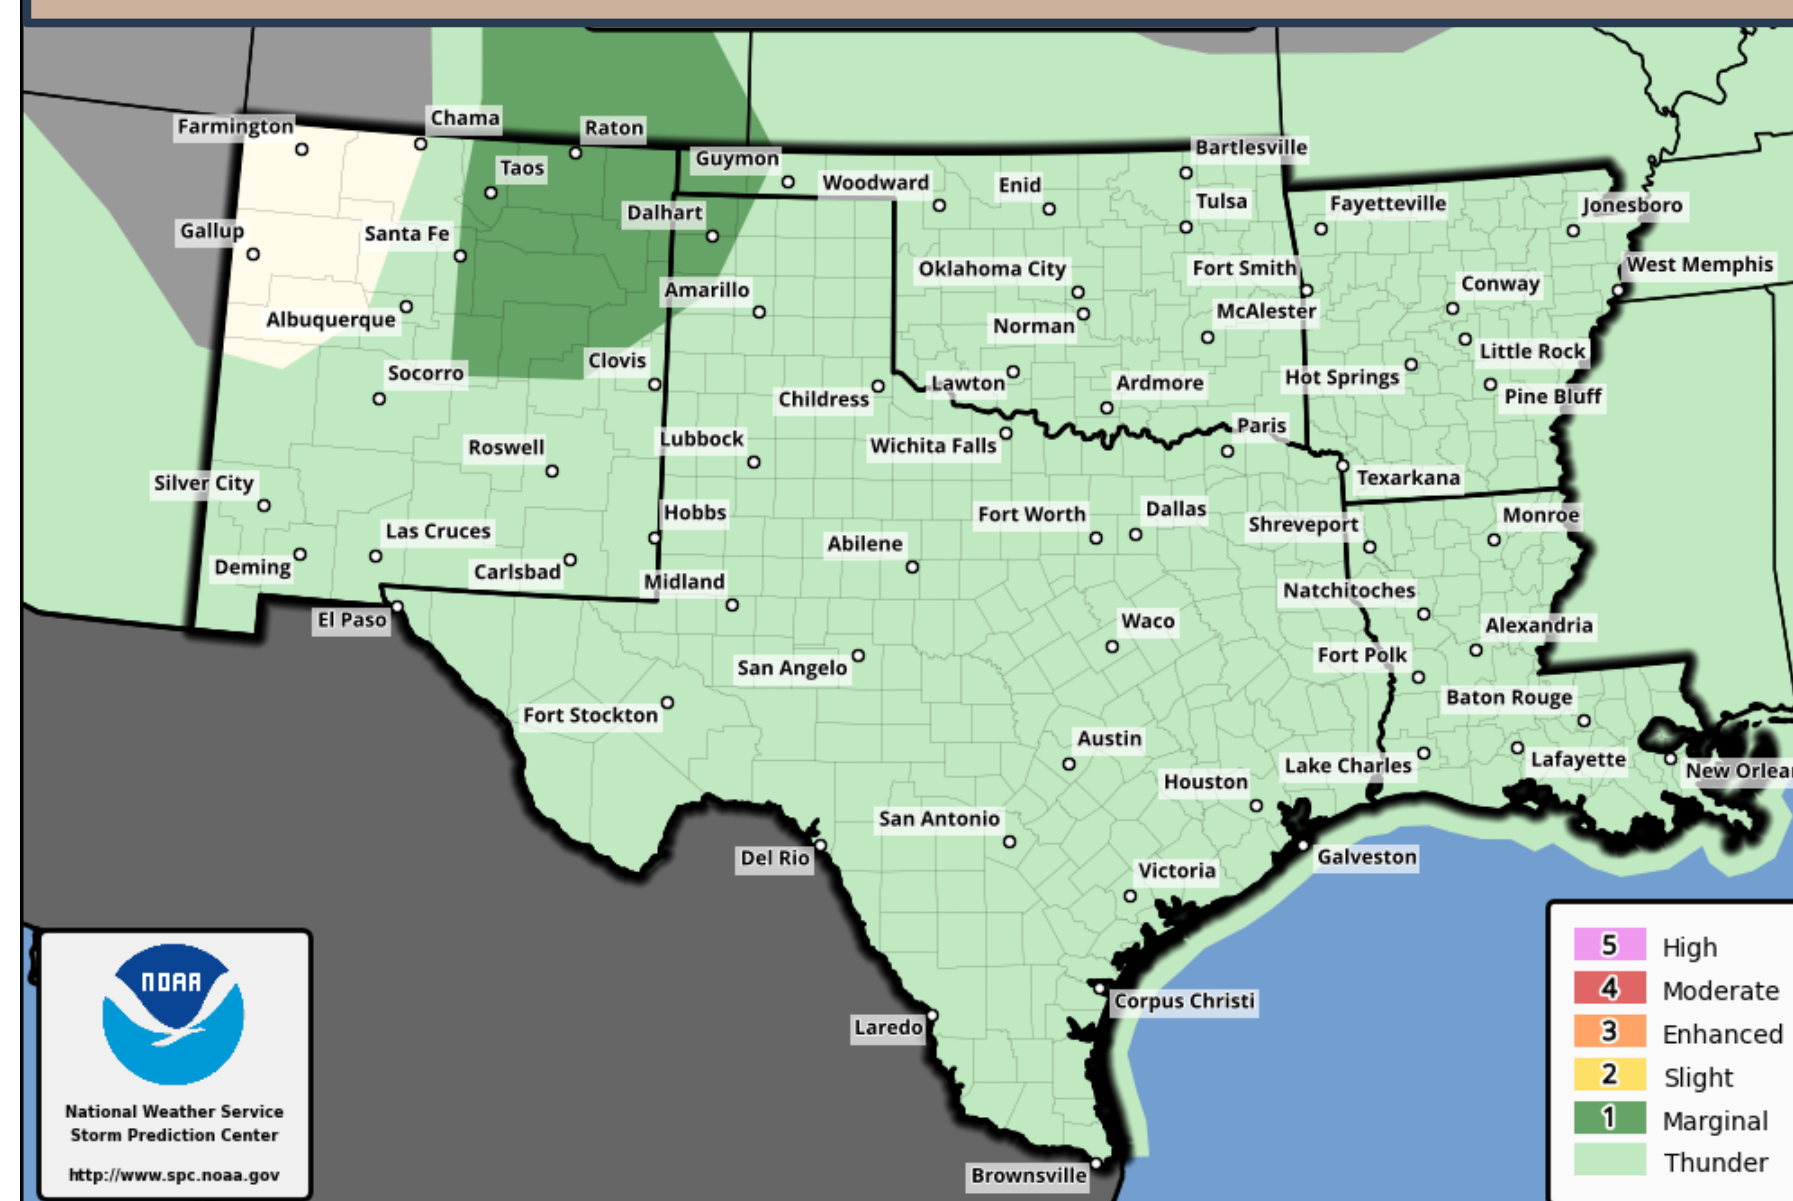 Farmington
Chama
Raton
Taos
Guymon
Woodward
Enid
Bartlesville
Tulsa
Fayetteville
Jonesboro
Gallup
Santa Fe
Dalhart
Oklahoma City
Fort Smith
West Memphis
Amarillo
Conway
Albuquerque
Norman
McAlester
Little Rock
Socorro
Clovis
Childress
Lawton
Ardmore
Hot Springs
Pine Bluff
Roswell
Lubbock
Wichita Falls
Paris
Silver City
Texarkana
Las Cruces
Hobbs
Fort Worth
Dallas
Shreveport
Monroe
Abilene
Deming
Carlsbad
Midland
Natchitoches
El Paso
Waco
Alexandria
San Angelo
Fort Polk
Baton Rouge
Fort Stockton
Austin
Lake Charles
Lafayette
New Orlea
Houston
San Antonio
Del Rio
Galveston
Victoria
Corpus Christi
Laredo
Brownsville
NOAA
National Weather Service
Storm Prediction Center
http://www.spc.noaa.gov
5 High
4 Moderate
3 Enhanced
2 Slight
1 Marginal
Thunder